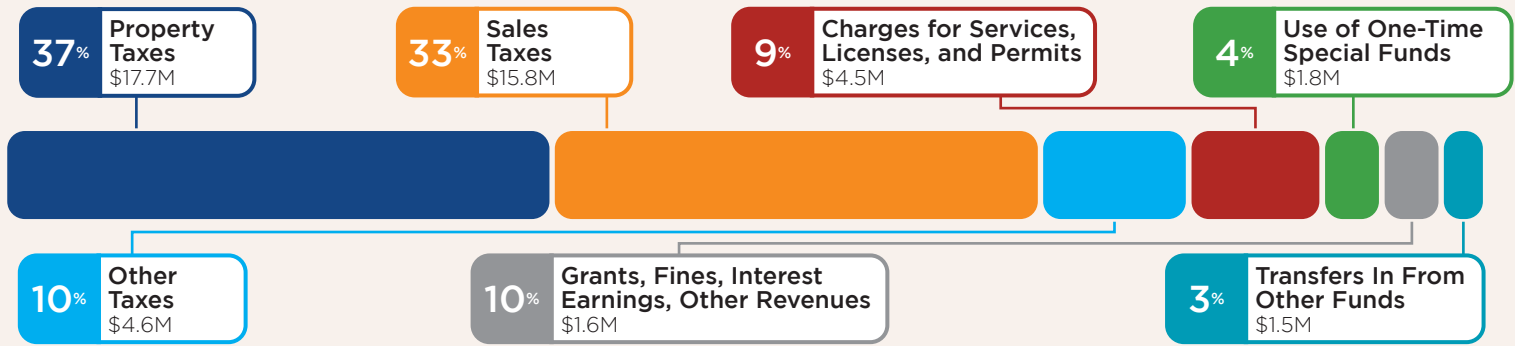 37%
Property
Taxes
$17.7M
33%
Sales
Taxes
$15.8M
9%
Charges for Services,
Licenses, and Permits
$4.5M
4%
Use of One-Time
Special Funds
$1.8M
10%
Other
Taxes
$4.6M
10%
Grants, Fines, Interest
Earnings, Other Revenues
$1.6M
3%
Transfers In From
Other Funds
$1.5M